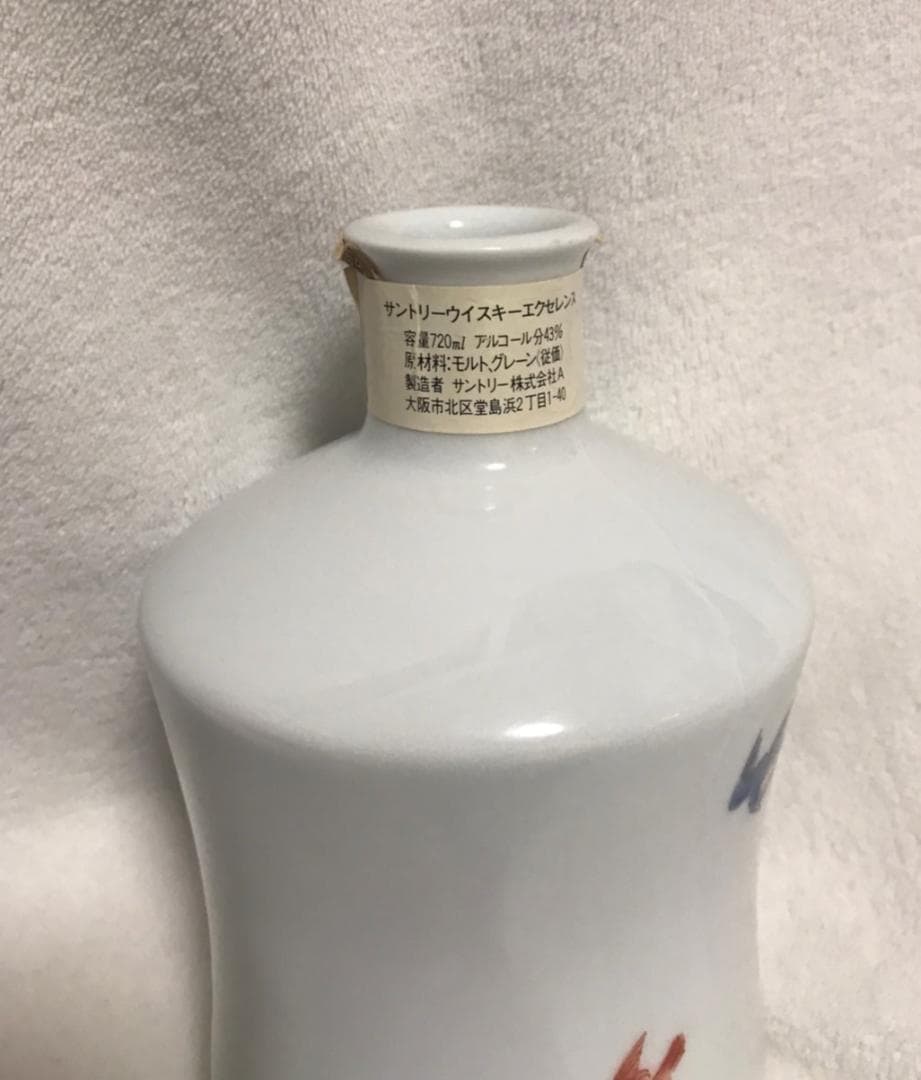 サントリーウイスキーエクセレンス
容量720ml アルコール分43%
原材料:モルト、グレーン(従価)
製造者 サントリー株式会社A
大阪市北区堂島浜2丁目1-40